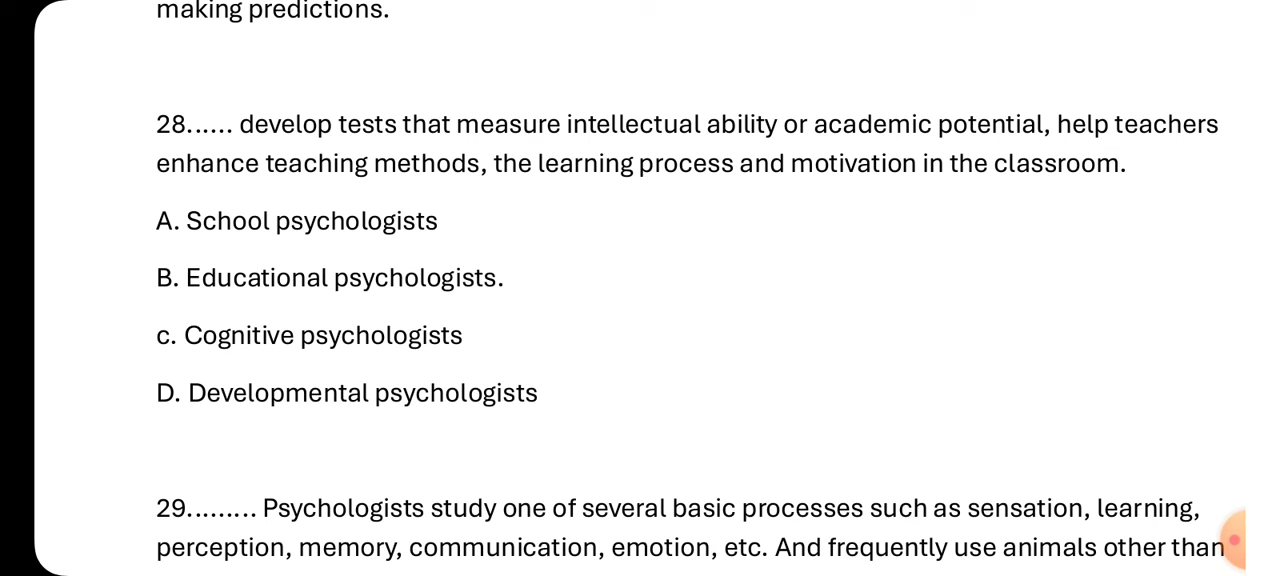 making predictions.
28...... develop tests that measure intellectual ability or academic potential, help teachers
enhance teaching methods, the learning process and motivation in the classroom.
A. School psychologists
B. Educational psychologists.
c. Cognitive psychologists
D. Developmental psychologists
29......... Psychologists study one of several basic processes such as sensation, learning,
perception, memory, communication, emotion, etc. And frequently use animals other than